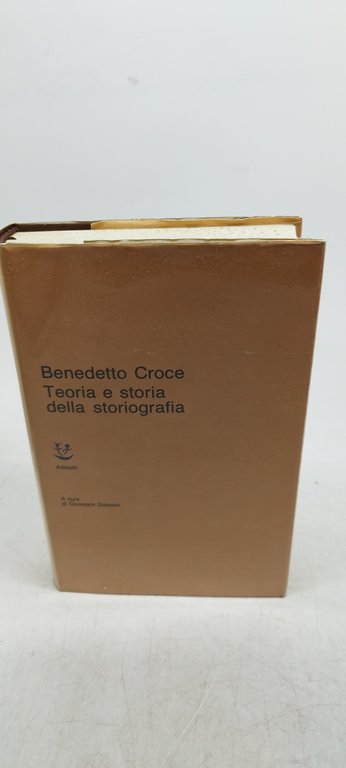 Benedetto Croce
Teoria e storia
della storiografia
Adelphi
A cura
di Giuseppe Galasso